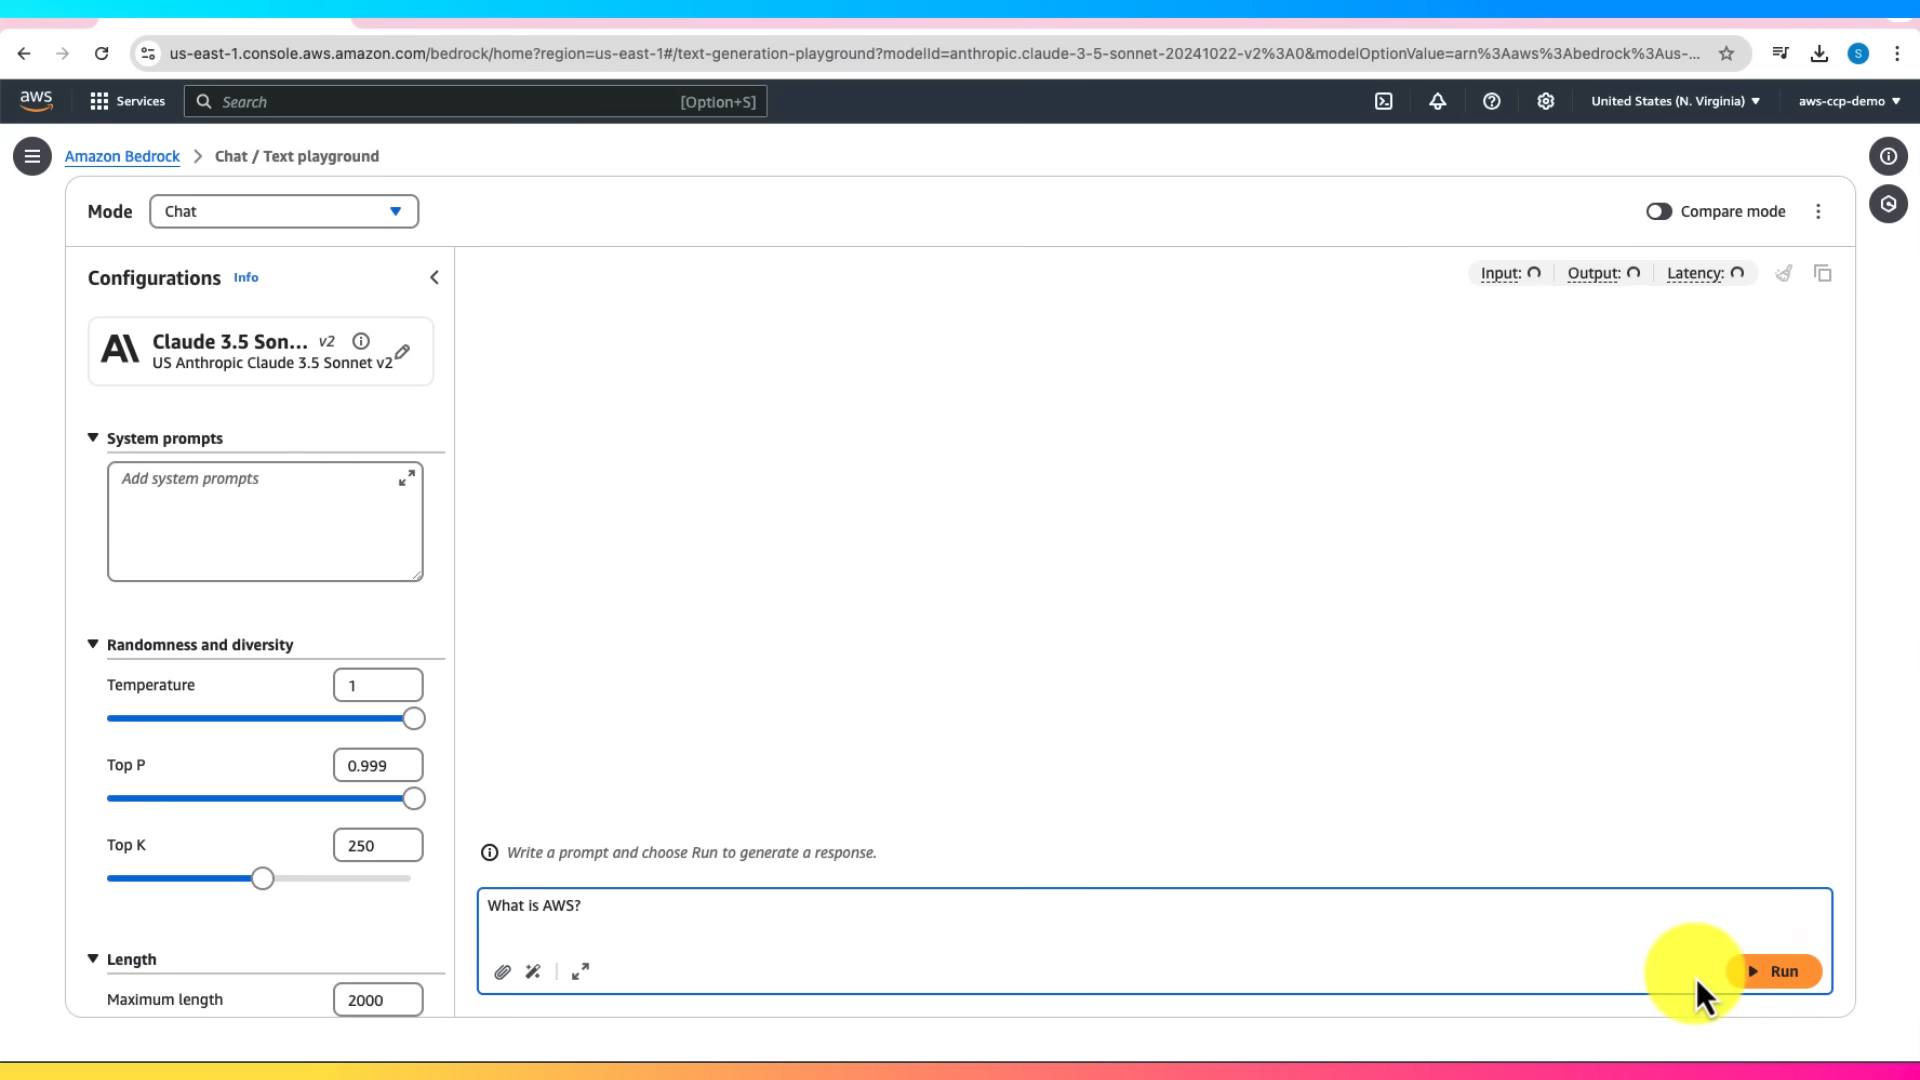 us-east-1.console.aws.amazon.com/bedrock/home?region=us-east-1#/text-generation-playground?modelId=anthropic.claude-3-5-sonnet-20241022-v2%3A0&modelOptionValue=arn%3Aaws%3Abedrock%3Aus-...
S
aws
Services
Search
[Option+S]
United States (N. Virginia)
aws-ccp-demo
Amazon Bedrock > Chat / Text playground
Mode
Chat
Compare mode
Configurations Info
Input:
Output:
Latency:
Claude 3.5 Son... v2
US Anthropic Claude 3.5 Sonnet v2
System prompts
Add system prompts
Randomness and diversity
Temperature
1
Top P
0.999
Top K
250
Write a prompt and choose Run to generate a response.
What is AWS?
Length
Run
Maximum length
2000